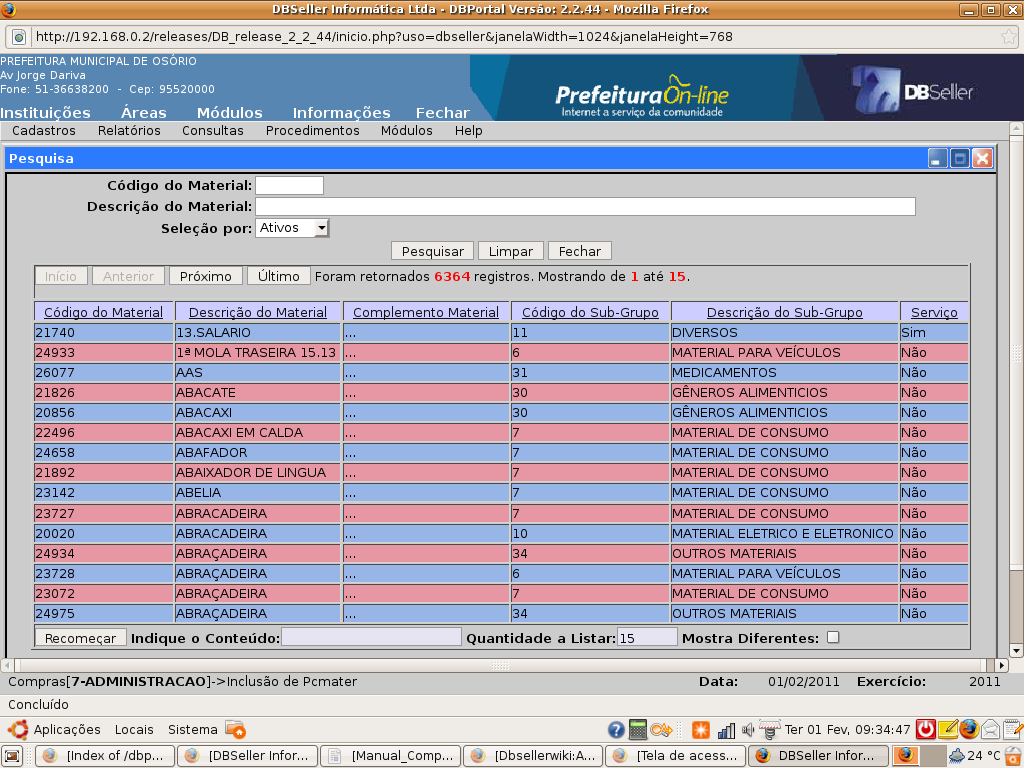 DBSeller Informática Ltda - DBPortal Versão: 2.2.44 - Mozilla Firefox
http://192.168.0.2/releases/DB_release_2_2_44/inicio.php?uso=dbseller&janelaWidth=1024&janelaHeight=768
PREFEITURA MUNICIPAL DE OSÓRIO
Av Jorge Dariva
Fone: 51-36638200 - Cep: 95520000
PrefeituraOn-line
Internet a serviço da comunidade
DBSeller
Instituições Áreas Módulos Informações Fechar
Cadastros Relatórios Consultas Procedimentos Módulos Help
Pesquisa
Código do Material:
Descrição do Material:
Seleção por: Ativos
Pesquisar Limpar Fechar
Início Anterior Próximo Último Foram retornados 6364 registros. Mostrando de 1 até 15.
Código do Material Descrição do Material Complemento Material Código do Sub-Grupo Descrição do Sub-Grupo Serviço
21740 13.SALARIO ... 11 DIVERSOS Sim
24933 1ª MOLA TRASEIRA 15.13 ... 6 MATERIAL PARA VEÍCULOS Não
26077 AAS ... 31 MEDICAMENTOS Não
21826 ABACATE ... 30 GÊNEROS ALIMENTICIOS Não
20856 ABACAXI ... 30 GÊNEROS ALIMENTICIOS Não
22496 ABACAXI EM CALDA ... 7 MATERIAL DE CONSUMO Não
24658 ABAFADOR ... 7 MATERIAL DE CONSUMO Não
21892 ABAIXADOR DE LINGUA ... 7 MATERIAL DE CONSUMO Não
23142 ABELIA ... 7 MATERIAL DE CONSUMO Não
23727 ABRACADEIRA ... 7 MATERIAL DE CONSUMO Não
20020 ABRACADEIRA ... 10 MATERIAL ELETRICO E ELETRONICO Não
24934 ABRAÇADEIRA ... 34 OUTROS MATERIAIS Não
23728 ABRAÇADEIRA ... 6 MATERIAL PARA VEÍCULOS Não
23072 ABRAÇADEIRA ... 7 MATERIAL DE CONSUMO Não
24975 ABRAÇADEIRA ... 34 OUTROS MATERIAIS Não
Recomeçar Indique o Conteúdo: Quantidade a Listar: 15 Mostra Diferentes:
Compras[7-ADMINISTRACAO]->Inclusão de Pcmater Data: 01/02/2011 Exercício: 2011
Concluído
Aplicações Locais Sistema Ter 01 Fev, 09:34:47
[Index of /dbp... [DBSeller Infor... [Manual_Comp... [Dbsellerwiki:A... [Tela de acess... DBSeller Infor... 24 °C